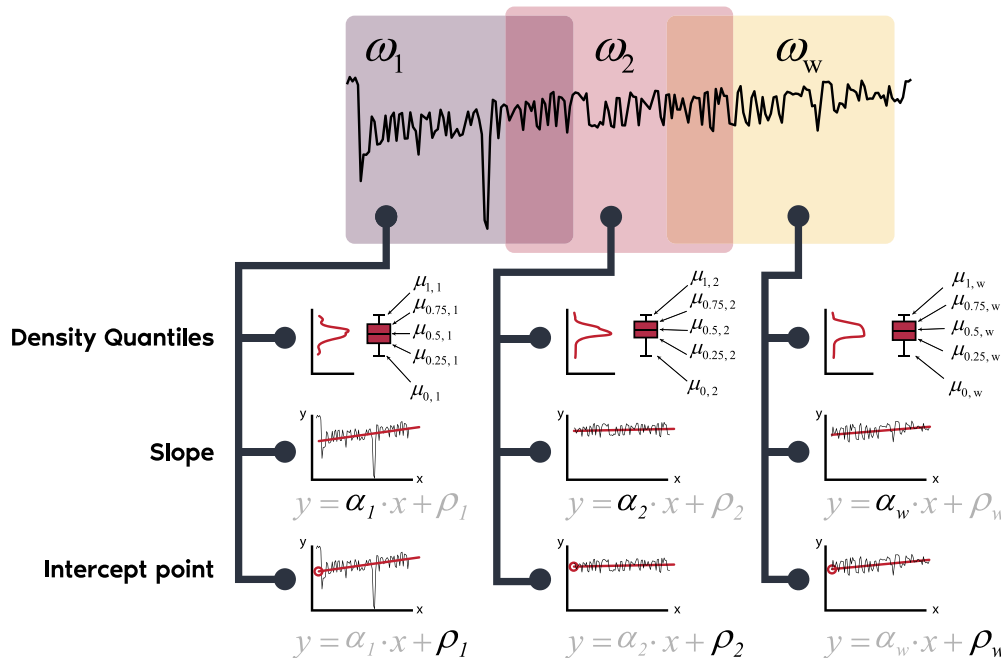 ω1 ω2 ωw
Density Quantiles
μ1, 1
μ0.75, 1
μ0.5, 1
μ0.25, 1
μ0, 1
μ1, 2
μ0.75, 2
μ0.5, 2
μ0.25, 2
μ0, 2
μ1, w
μ0.75, w
μ0.5, w
μ0.25, w
μ0, w
Slope
y
x
y = α1 · x + ρ1
y
x
y = α2 · x + ρ2
y
x
y = αw · x + ρw
Intercept point
y
x
y = α1 · x + ρ1
y
x
y = α2 · x + ρ2
y
x
y = αw · x + ρw